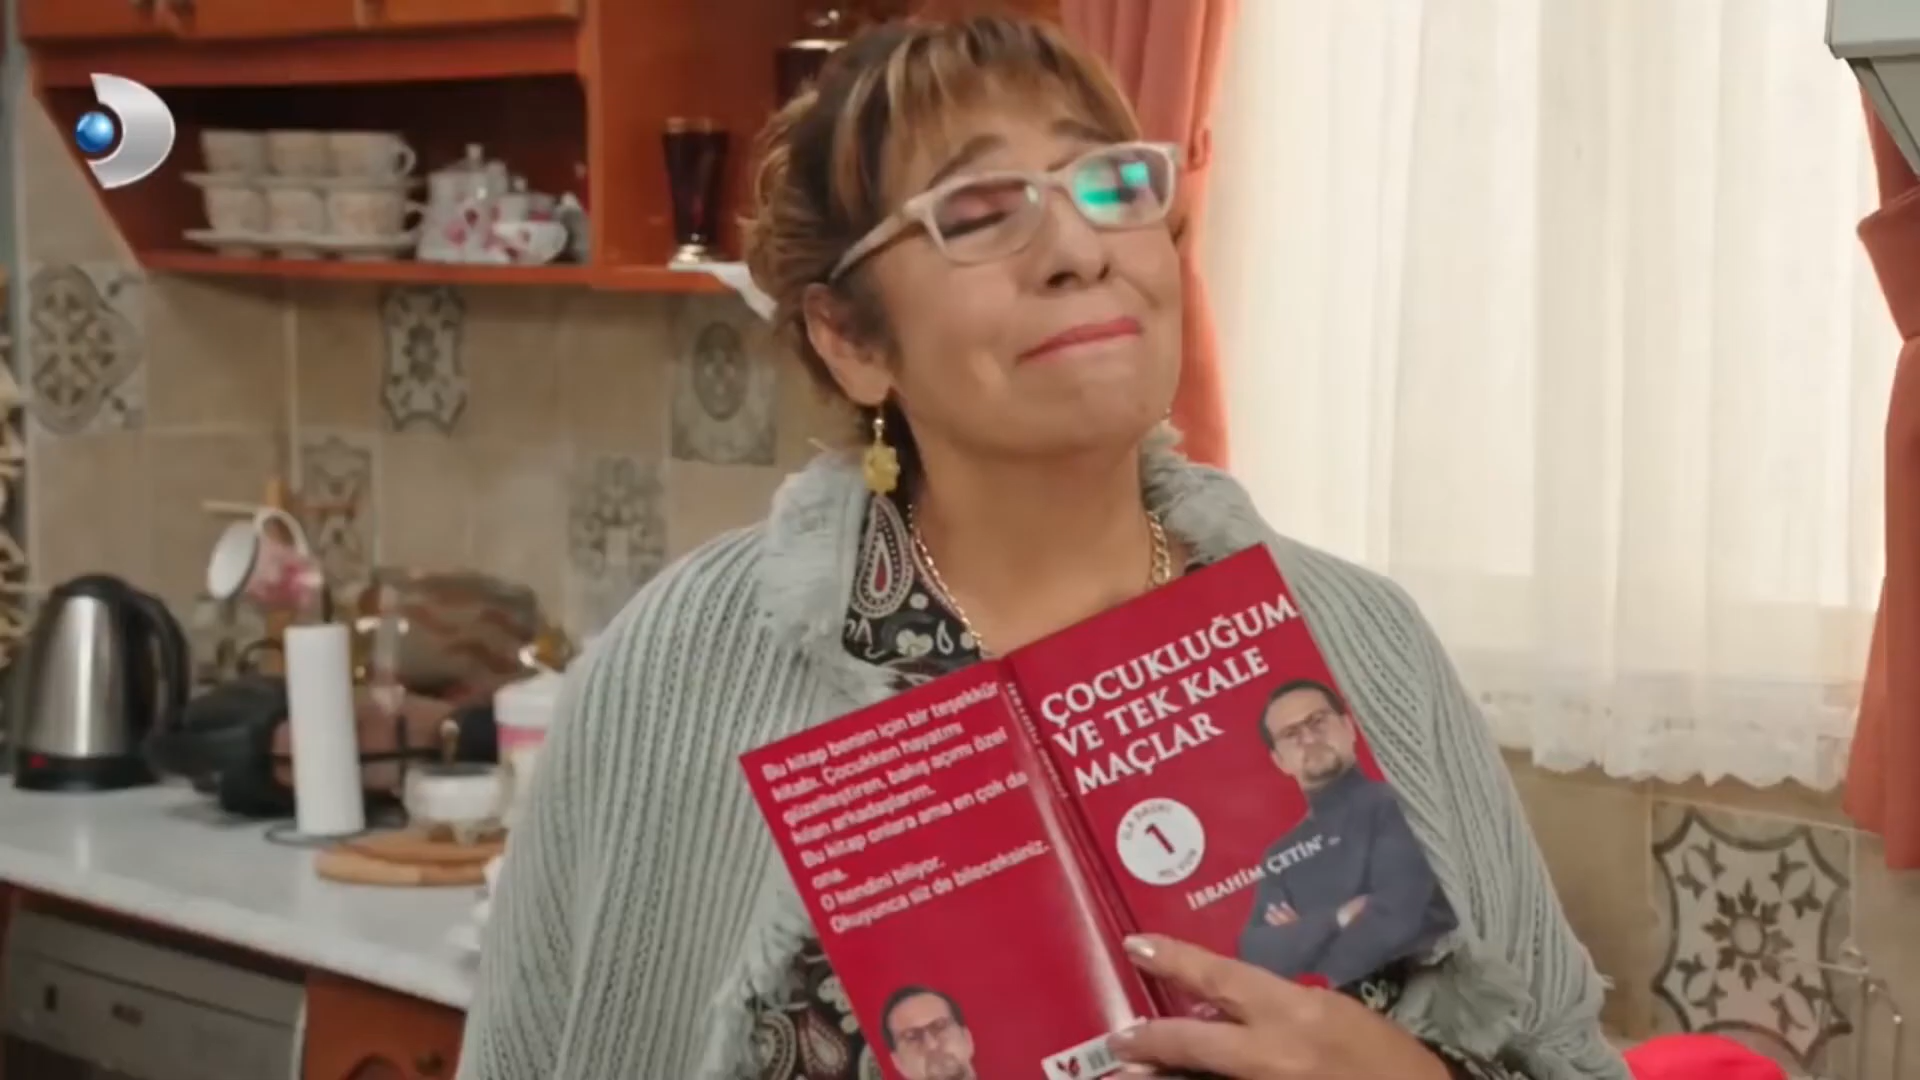 ÇOCUKLUĞUM
VE TEK KALE
MAÇLAR
1
İBRAHİM ÇETİN'
Bu kitap benim için bir teşekkür
kitabı. Çocukken hayatımı
güzelleştiren, bakış açımı özel
kılan arkadaşlarım.
Bu kitap onlara ama en çok da
ona.
O kendini biliyor.
Okuyunca siz de bileceksiniz.